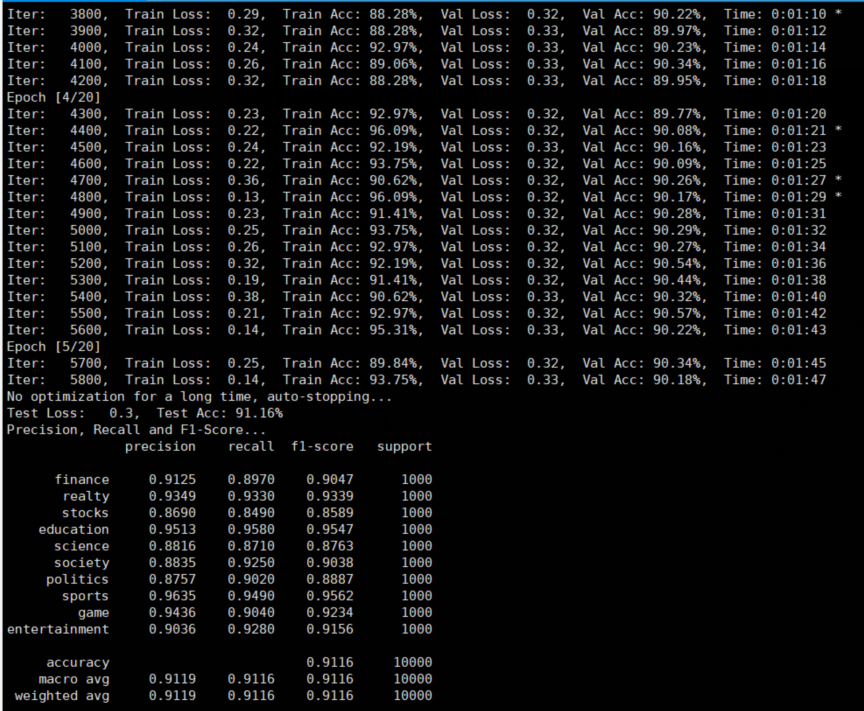 Iter:   3800,  Train Loss:  0.29,  Train Acc: 88.28%,  Val Loss:  0.32,  Val Acc: 90.22%,  Time: 0:01:10 *
Iter:   3900,  Train Loss:  0.32,  Train Acc: 88.28%,  Val Loss:  0.33,  Val Acc: 89.97%,  Time: 0:01:12
Iter:   4000,  Train Loss:  0.24,  Train Acc: 92.97%,  Val Loss:  0.33,  Val Acc: 90.23%,  Time: 0:01:14
Iter:   4100,  Train Loss:  0.26,  Train Acc: 89.06%,  Val Loss:  0.33,  Val Acc: 90.34%,  Time: 0:01:16
Iter:   4200,  Train Loss:  0.32,  Train Acc: 88.28%,  Val Loss:  0.33,  Val Acc: 89.95%,  Time: 0:01:18
Epoch [4/20]
Iter:   4300,  Train Loss:  0.23,  Train Acc: 92.97%,  Val Loss:  0.32,  Val Acc: 89.77%,  Time: 0:01:20
Iter:   4400,  Train Loss:  0.22,  Train Acc: 96.09%,  Val Loss:  0.32,  Val Acc: 90.08%,  Time: 0:01:21 *
Iter:   4500,  Train Loss:  0.24,  Train Acc: 92.19%,  Val Loss:  0.33,  Val Acc: 90.16%,  Time: 0:01:23
Iter:   4600,  Train Loss:  0.22,  Train Acc: 93.75%,  Val Loss:  0.32,  Val Acc: 90.09%,  Time: 0:01:25
Iter:   4700,  Train Loss:  0.36,  Train Acc: 90.62%,  Val Loss:  0.32,  Val Acc: 90.26%,  Time: 0:01:27 *
Iter:   4800,  Train Loss:  0.13,  Train Acc: 96.09%,  Val Loss:  0.32,  Val Acc: 90.17%,  Time: 0:01:29 *
Iter:   4900,  Train Loss:  0.23,  Train Acc: 91.41%,  Val Loss:  0.32,  Val Acc: 90.28%,  Time: 0:01:31
Iter:   5000,  Train Loss:  0.25,  Train Acc: 93.75%,  Val Loss:  0.32,  Val Acc: 90.29%,  Time: 0:01:32
Iter:   5100,  Train Loss:  0.26,  Train Acc: 92.97%,  Val Loss:  0.32,  Val Acc: 90.27%,  Time: 0:01:34
Iter:   5200,  Train Loss:  0.32,  Train Acc: 92.19%,  Val Loss:  0.32,  Val Acc: 90.54%,  Time: 0:01:36
Iter:   5300,  Train Loss:  0.19,  Train Acc: 91.41%,  Val Loss:  0.32,  Val Acc: 90.44%,  Time: 0:01:38
Iter:   5400,  Train Loss:  0.38,  Train Acc: 90.62%,  Val Loss:  0.33,  Val Acc: 90.32%,  Time: 0:01:40
Iter:   5500,  Train Loss:  0.21,  Train Acc: 92.97%,  Val Loss:  0.33,  Val Acc: 90.57%,  Time: 0:01:42
Iter:   5600,  Train Loss:  0.14,  Train Acc: 95.31%,  Val Loss:  0.33,  Val Acc: 90.22%,  Time: 0:01:43
Epoch [5/20]
Iter:   5700,  Train Loss:  0.25,  Train Acc: 89.84%,  Val Loss:  0.32,  Val Acc: 90.34%,  Time: 0:01:45
Iter:   5800,  Train Loss:  0.14,  Train Acc: 93.75%,  Val Loss:  0.33,  Val Acc: 90.18%,  Time: 0:01:47
No optimization for a long time, auto-stopping...
Test Loss:   0.3,  Test Acc: 91.16%
Precision, Recall and F1-Score...
precision    recall  f1-score   support
finance     0.9125    0.8970    0.9047      1000
realty     0.9349    0.9330    0.9339      1000
stocks     0.8690    0.8490    0.8589      1000
education     0.9513    0.9580    0.9547      1000
science     0.8816    0.8710    0.8763      1000
society     0.8835    0.9250    0.9038      1000
politics     0.8757    0.9020    0.8887      1000
sports     0.9635    0.9490    0.9562      1000
game     0.9436    0.9040    0.9234      1000
entertainment     0.9036    0.9280    0.9156      1000
accuracy                         0.9116     10000
macro avg     0.9119    0.9116    0.9116     10000
weighted avg     0.9119    0.9116    0.9116     10000